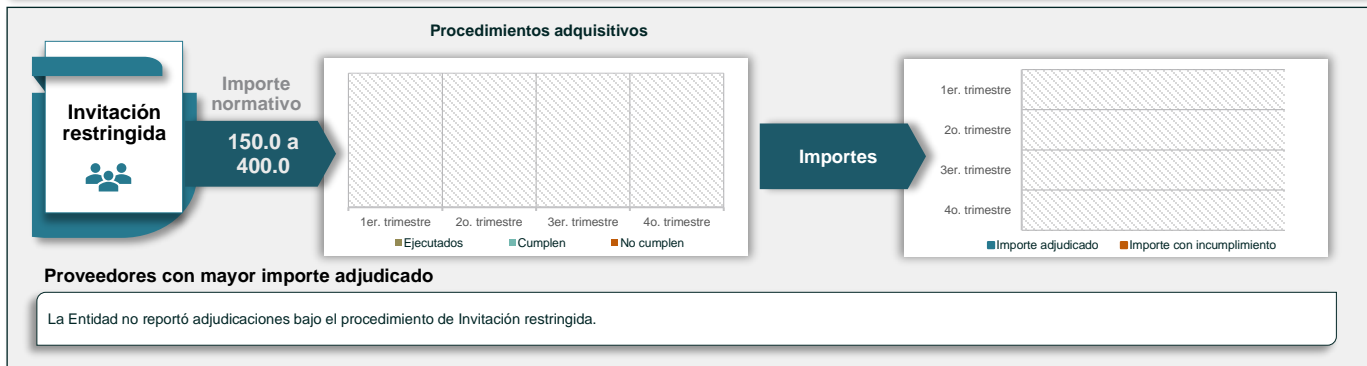 Procedimientos adquisitivos
Invitación
restringida
Importe
normativo
150.0 a
400.0
1er. trimestre 2o. trimestre 3er. trimestre 4o. trimestre
Ejecutados Cumplen No cumplen
Importes
1er. trimestre
2o. trimestre
3er. trimestre
4o. trimestre
Importe adjudicado Importe con incumplimiento
Proveedores con mayor importe adjudicado
La Entidad no reportó adjudicaciones bajo el procedimiento de Invitación restringida.